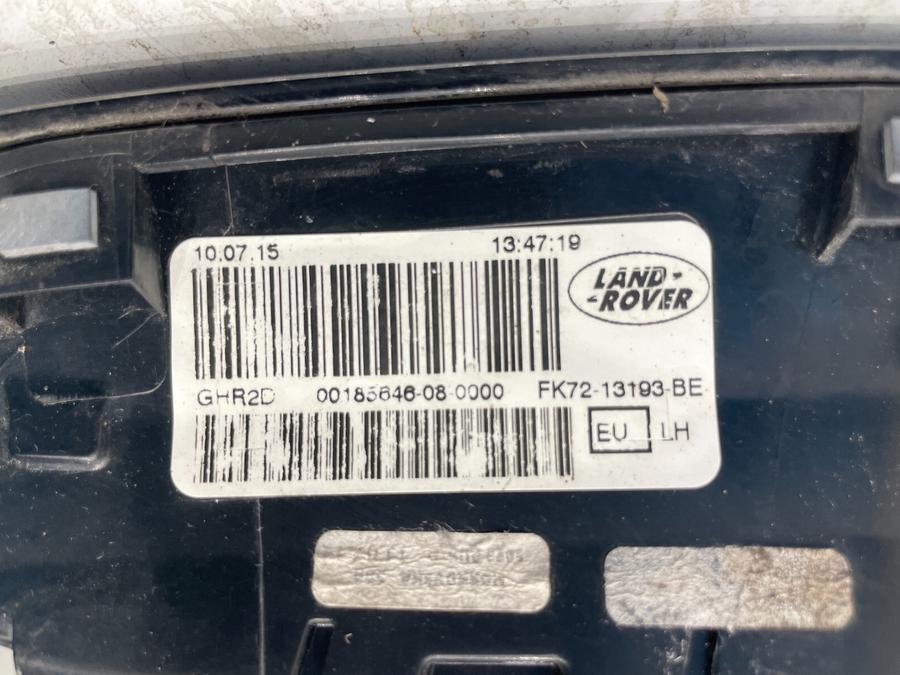 10.07.15 13:47:19
LAND-
-ROVER
GHR2D 00185646-08-0000 FK72-13193-BE
EU LH